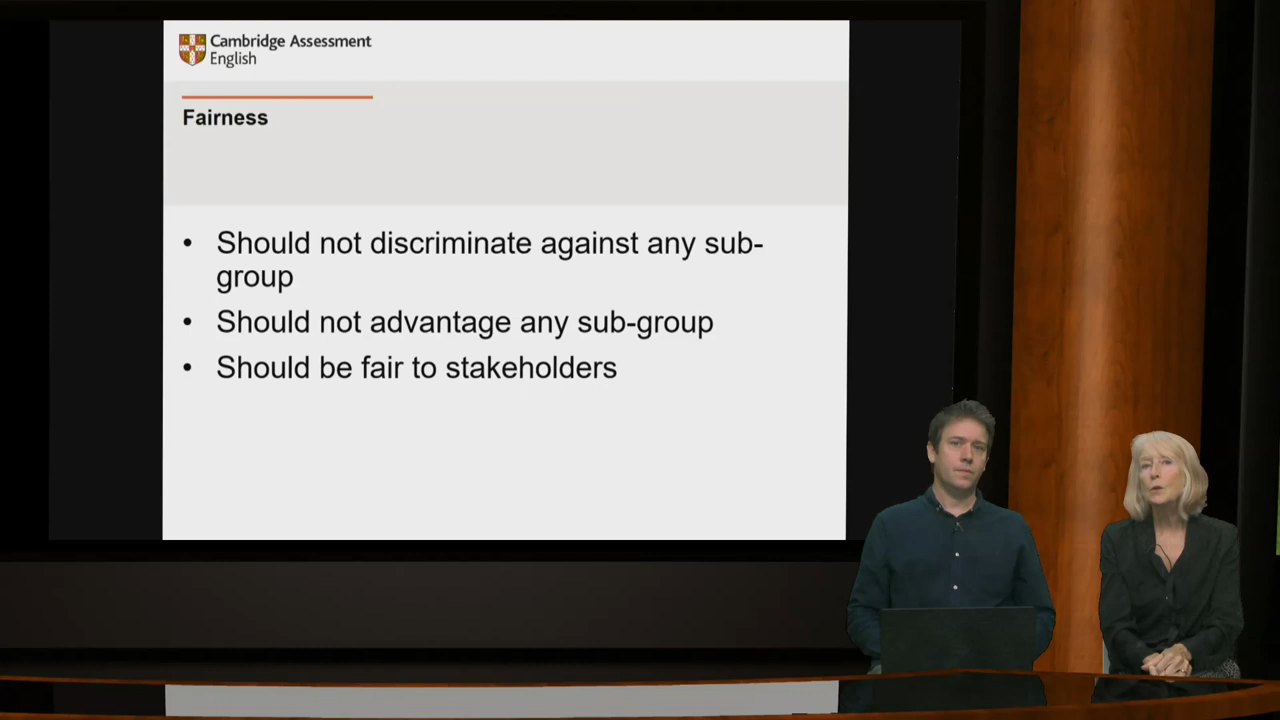 Cambridge Assessment
English
Fairness
• Should not discriminate against any sub-
group
• Should not advantage any sub-group
• Should be fair to stakeholders